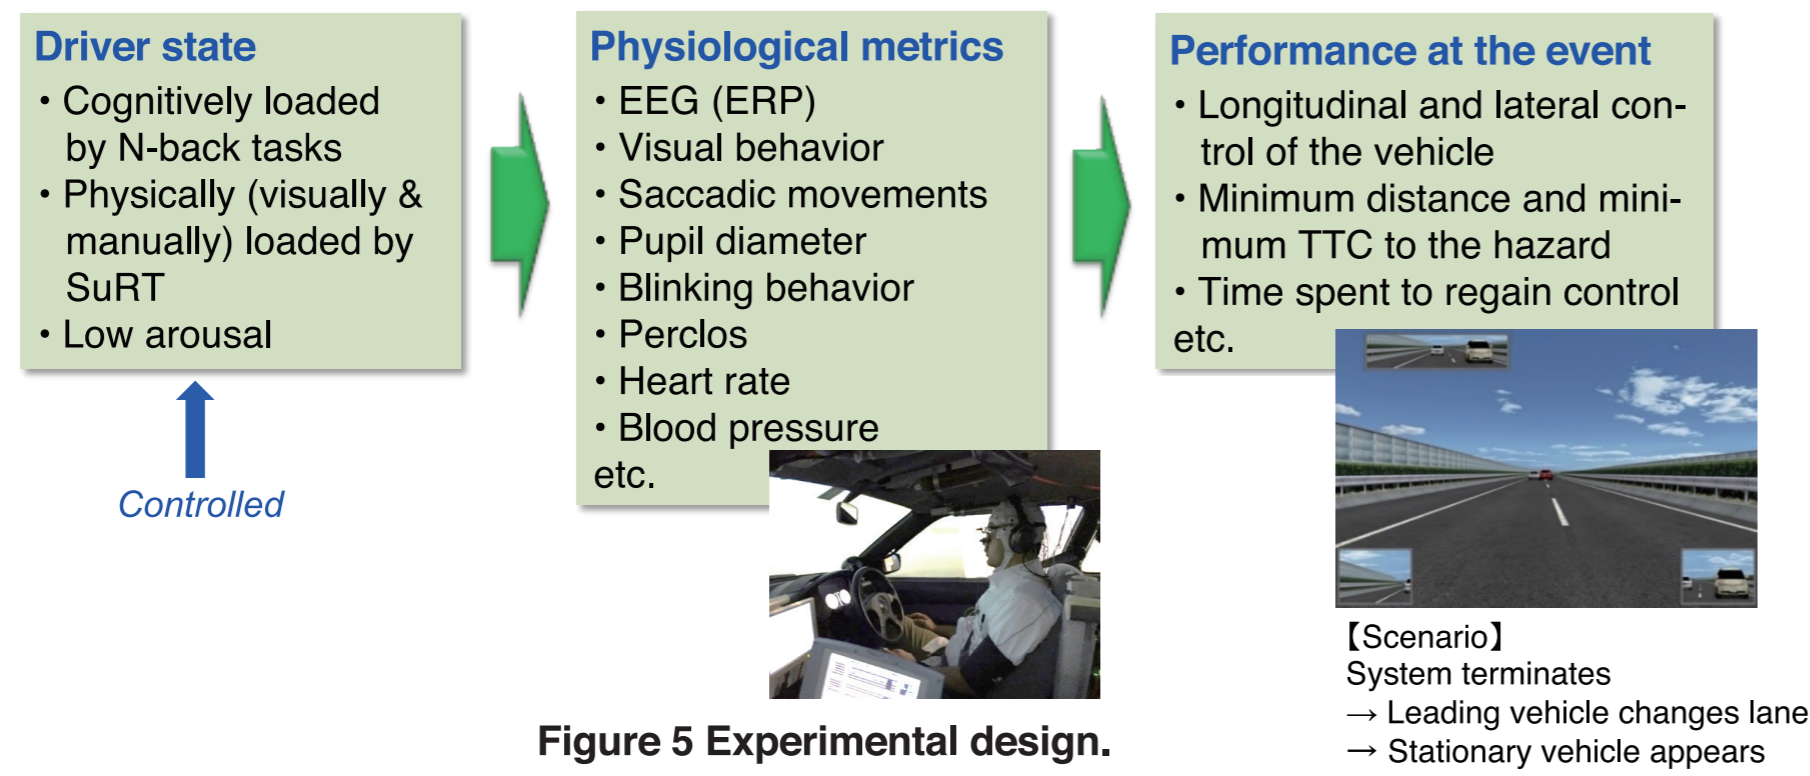 Driver state
・Cognitively loaded
by N-back tasks
・Physically (visually &
manually) loaded by
SuRT
・Low arousal
Controlled
Physiological metrics
・EEG (ERP)
・Visual behavior
・Saccadic movements
・Pupil diameter
・Blinking behavior
・Perclos
・Heart rate
・Blood pressure
etc.
Performance at the event
・Longitudinal and lateral con-
trol of the vehicle
・Minimum distance and mini-
mum TTC to the hazard
・Time spent to regain control
etc.
【Scenario】
System terminates
→ Leading vehicle changes lane
→ Stationary vehicle appears
Figure 5 Experimental design.